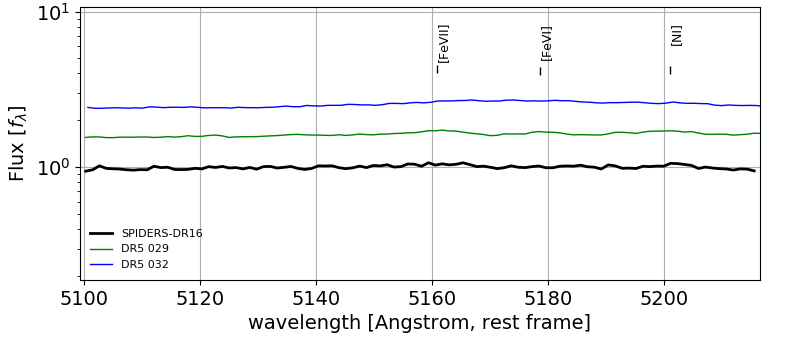 10¹
[FeVII]
[FeVI]
[NI]
Flux [fλ]
10⁰
SPIDERS-DR16
DR5 029
DR5 032
5100 5120 5140 5160 5180 5200
wavelength [Angstrom, rest frame]